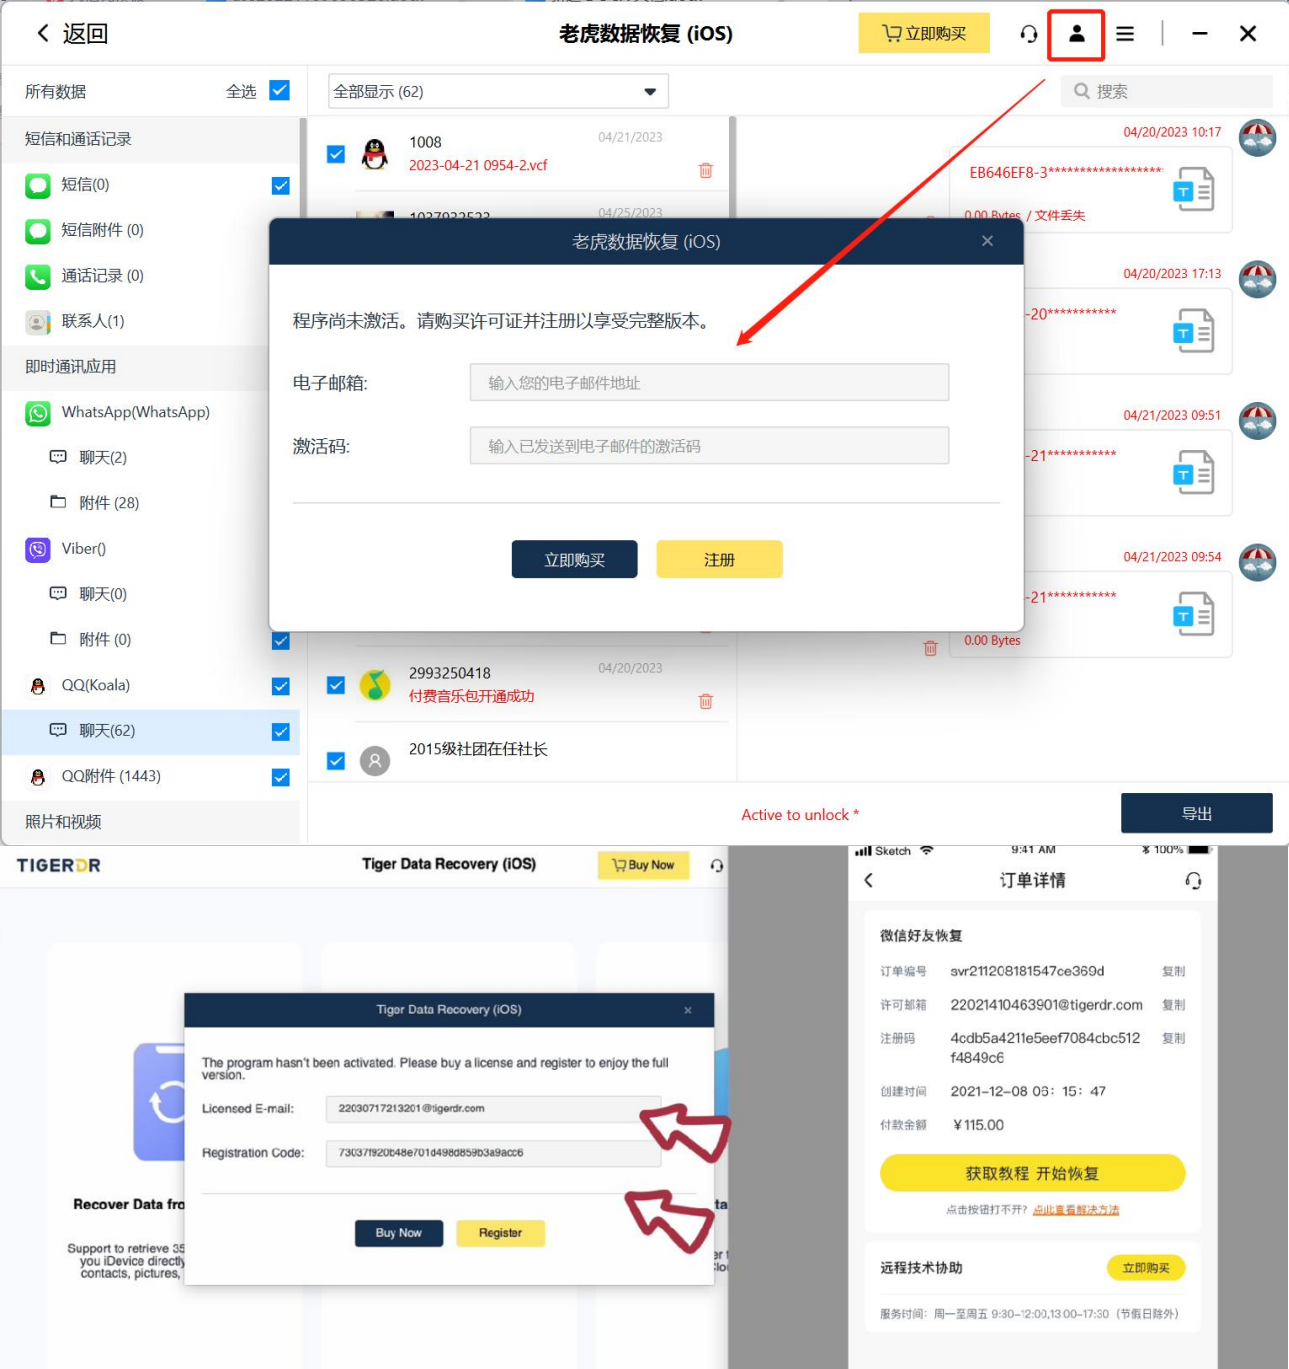 返回
老虎数据恢复 (iOS)
立即购买
所有数据
全选
全部显示 (62)
搜索
短信和通话记录
短信(0)
短信附件 (0)
通话记录 (0)
联系人(1)
即时通讯应用
WhatsApp(WhatsApp)
聊天(2)
附件 (28)
Viber()
聊天(0)
附件 (0)
QQ(Koala)
聊天(62)
QQ附件 (1443)
照片和视频
1008
04/21/2023
2023-04-21 0954-2.vcf
1037932523
04/25/2023
2993250418
04/20/2023
付费音乐包开通成功
2015级社团在任社长
04/20/2023 10:17
EB646EF8-3******************
0.00 Bytes / 文件丢失
04/20/2023 17:13
-20***********
04/21/2023 09:51
-21***********
04/21/2023 09:54
-21***********
0.00 Bytes
老虎数据恢复 (iOS)
程序尚未激活。请购买许可证并注册以享受完整版本。
电子邮箱:
输入您的电子邮件地址
激活码:
输入已发送到电子邮件的激活码
立即购买
注册
Active to unlock *
导出
TIGERDR
Tiger Data Recovery (iOS)
Buy Now
Tiger Data Recovery (iOS)
The program hasn't been activated. Please buy a license and register to enjoy the full
version.
Licensed E-mail:
22030717213201@tigerdr.com
Registration Code:
73037f920b48e701d498d859b3a9acc6
Buy Now
Register
Recover Data fro
Support to retrieve 35
you iDevice directly
contacts, pictures,
Sketch
9:41 AM
100%
订单详情
微信好友恢复
订单编号
svr211208181547ce369d
复制
许可邮箱
22021410463901@tigerdr.com
复制
注册码
4cdb5a4211e5eef7084cbc512
f4849c6
复制
创建时间
2021-12-08 06：15：47
付款金额
¥115.00
获取教程 开始恢复
点击按钮打不开? 点此查看解决方法
远程技术协助
立即购买
服务时间：周一至周五 9:30-12:00,13:00-17:30（节假日除外）